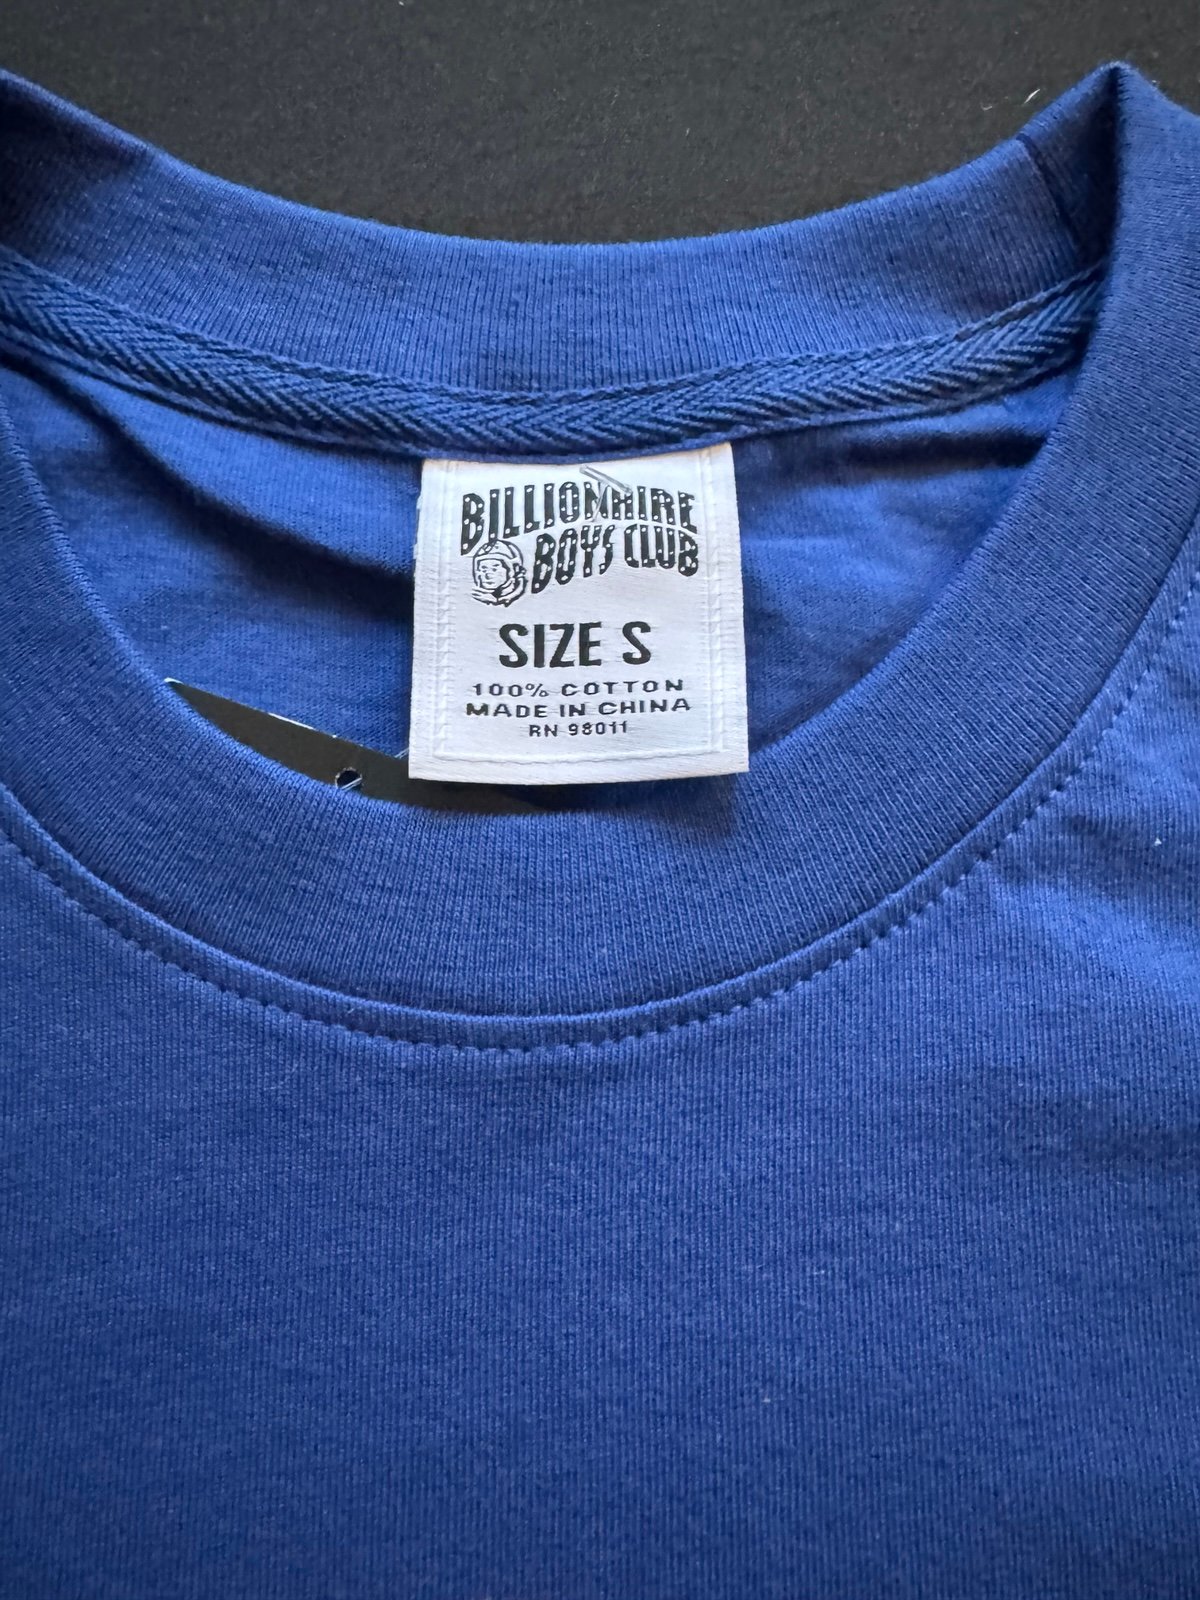 BILLIONAIRE
BOYS CLUB
SIZE S
100% COTTON
MADE IN CHINA
RN 98011